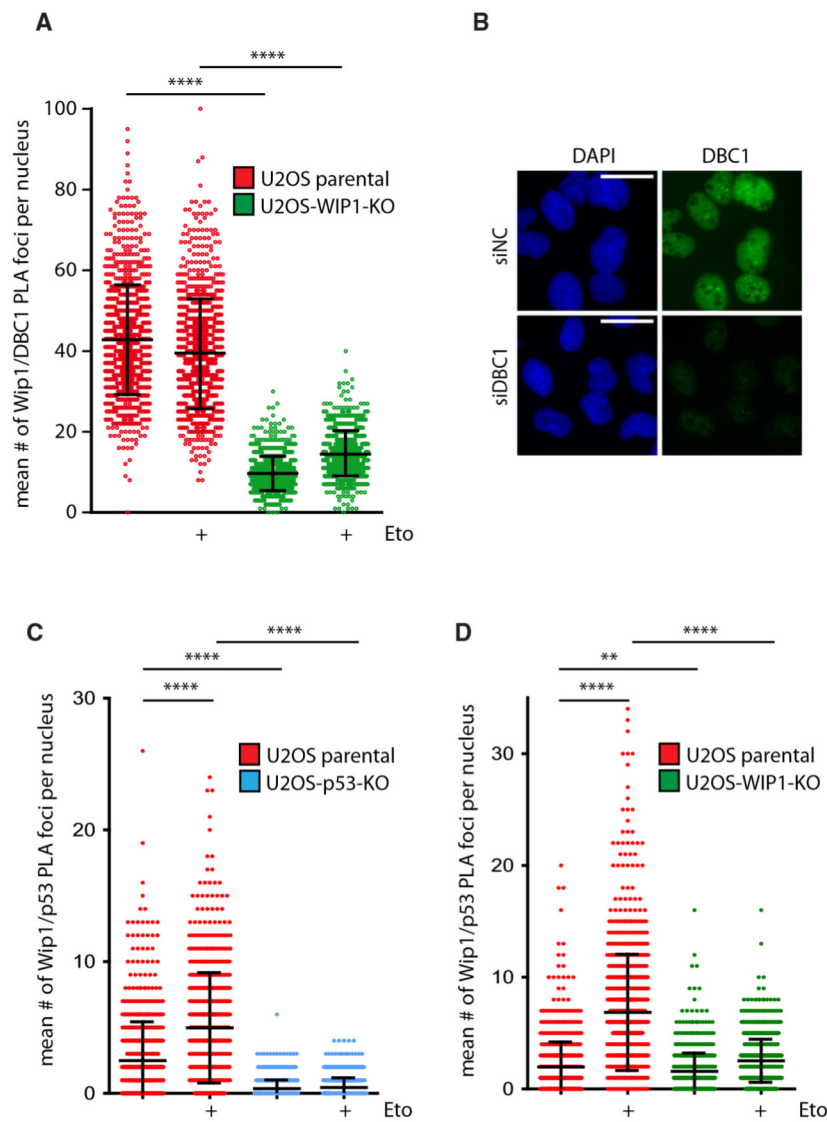 A
****
****
mean # of Wip1/DBC1 PLA foci per nucleus
100
80
60
40
20
0
U2OS parental
U2OS-WIP1-KO
+
+
Eto
B
DAPI
DBC1
siNC
siDBC1
C
****
****
****
mean # of Wip1/p53 PLA foci per nucleus
30
20
10
0
U2OS parental
U2OS-p53-KO
+
+
Eto
D
****
**
****
mean # of Wip1/p53 PLA foci per nucleus
30
20
10
0
U2OS parental
U2OS-WIP1-KO
+
+
Eto